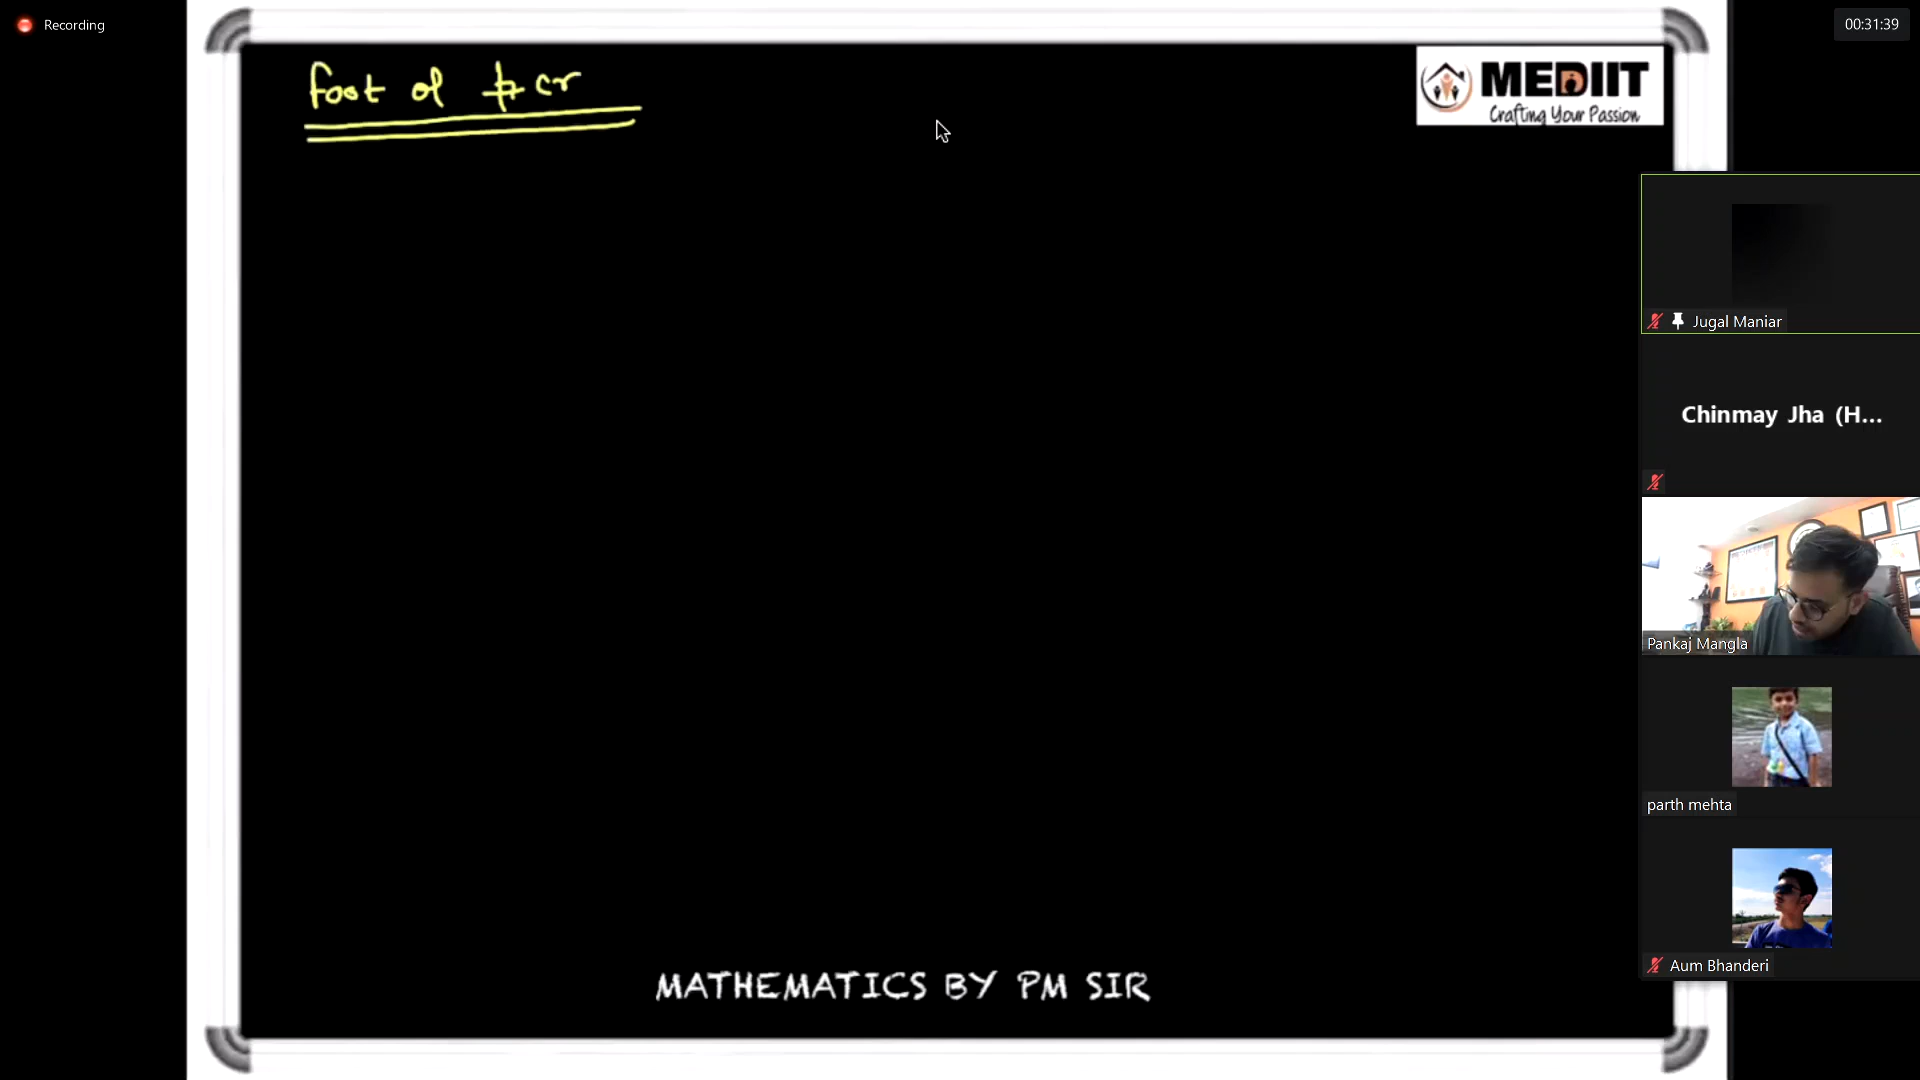 Recording
00:31:39
foot of
MEDIIT
Crafting Your Passion
Jugal Maniar
Chinmay Jha (H...
Pankaj Mangla
parth mehta
Aum Bhanderi
MATHEMATICS BY PM SIR